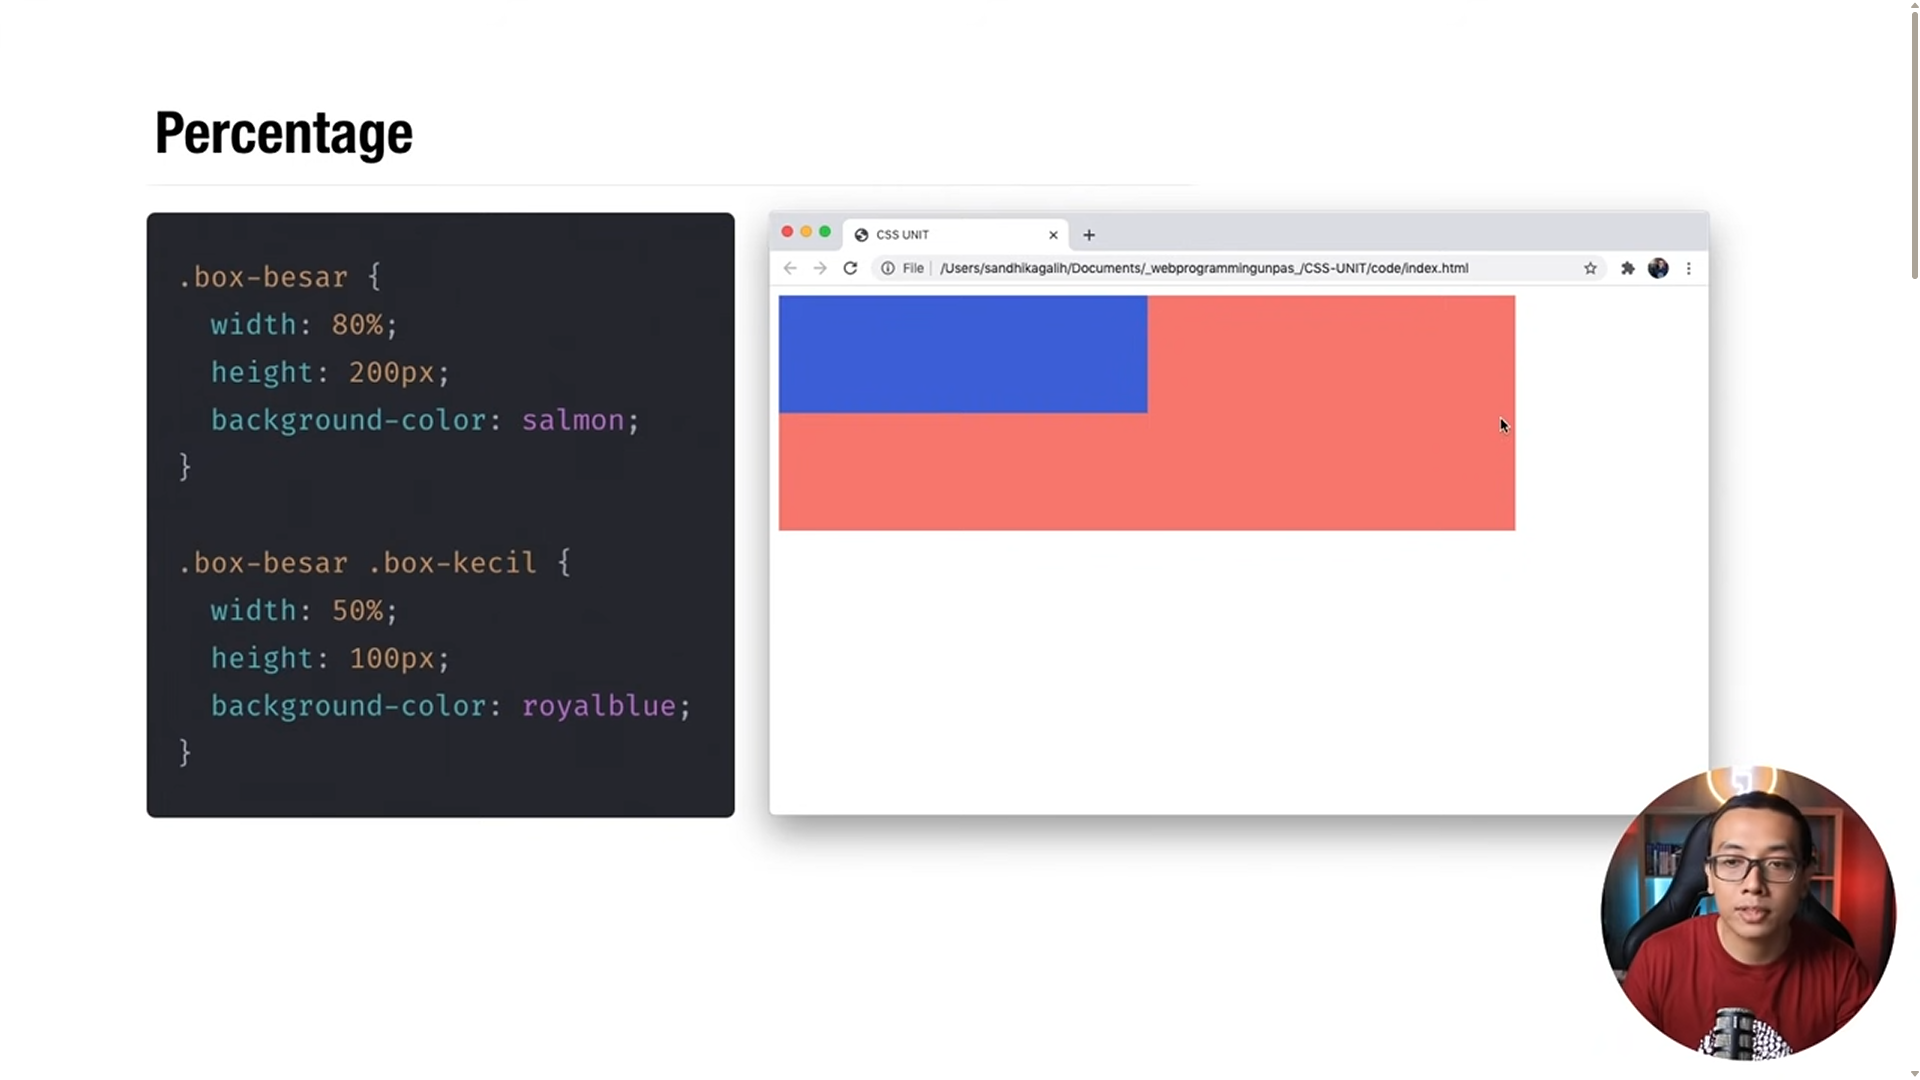 Percentage
.box-besar {
width: 80%;
height: 200px;
background-color: salmon;
}
.box-besar .box-kecil {
width: 50%;
height: 100px;
background-color: royalblue;
}
CSS UNIT
File /Users/sandhikagalih/Documents/_webprogrammingunpas_/CSS-UNIT/code/index.html